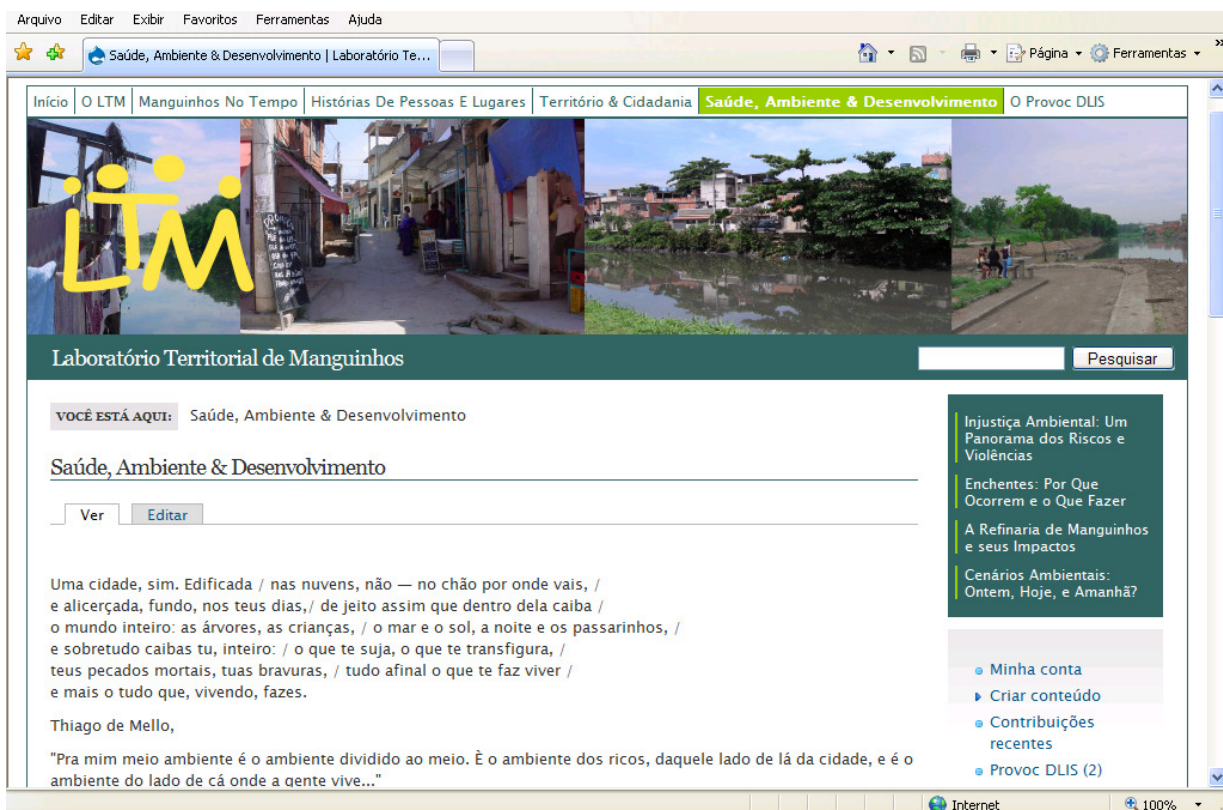 Arquivo Editar Exibir Favoritos Ferramentas Ajuda
Saúde, Ambiente & Desenvolvimento | Laboratório Te...
Página Ferramentas »
Início O LTM Manguinhos No Tempo Histórias De Pessoas E Lugares Território & Cidadania Saúde, Ambiente & Desenvolvimento O Provoc DLIS
LTM
Laboratório Territorial de Manguinhos
Pesquisar
VOCÊ ESTÁ AQUI: Saúde, Ambiente & Desenvolvimento
Saúde, Ambiente & Desenvolvimento
Ver Editar
Uma cidade, sim. Edificada / nas nuvens, não — no chão por onde vais, /
e alicerçada, fundo, nos teus dias,/ de jeito assim que dentro dela caiba /
o mundo inteiro: as árvores, as crianças, / o mar e o sol, a noite e os passarinhos, /
e sobretudo caibas tu, inteiro: / o que te suja, o que te transfigura, /
teus pecados mortais, tuas bravuras, / tudo afinal o que te faz viver /
e mais o tudo que, vivendo, fazes.
Thiago de Mello,
"Pra mim meio ambiente é o ambiente dividido ao meio. È o ambiente dos ricos, daquele lado de lá da cidade, e é o
ambiente do lado de cá onde a gente vive..."
Injustiça Ambiental: Um
Panorama dos Riscos e
Violências
Enchentes: Por Que
Ocorrem e o Que Fazer
A Refinaria de Manguinhos
e seus Impactos
Cenários Ambientais:
Ontem, Hoje, e Amanhã?
Minha conta
Criar conteúdo
Contribuições
recentes
Provoc DLIS (2)
Internet 100%